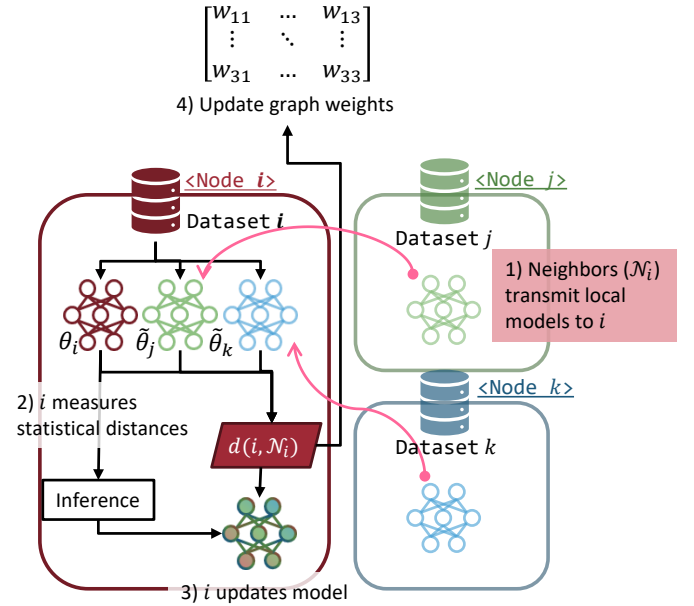 w₁₁ … w₁₃
⋮ ⋱ ⋮
w₃₁ … w₃₃
4) Update graph weights
<Node i>
Dataset i
<Node j>
Dataset j
1) Neighbors (𝒩ᵢ)
transmit local
models to i
θᵢ θ̃ⱼ θ̃ₖ
<Node k>
Dataset k
2) i measures
statistical distances
d(i, 𝒩ᵢ)
Inference
3) i updates model